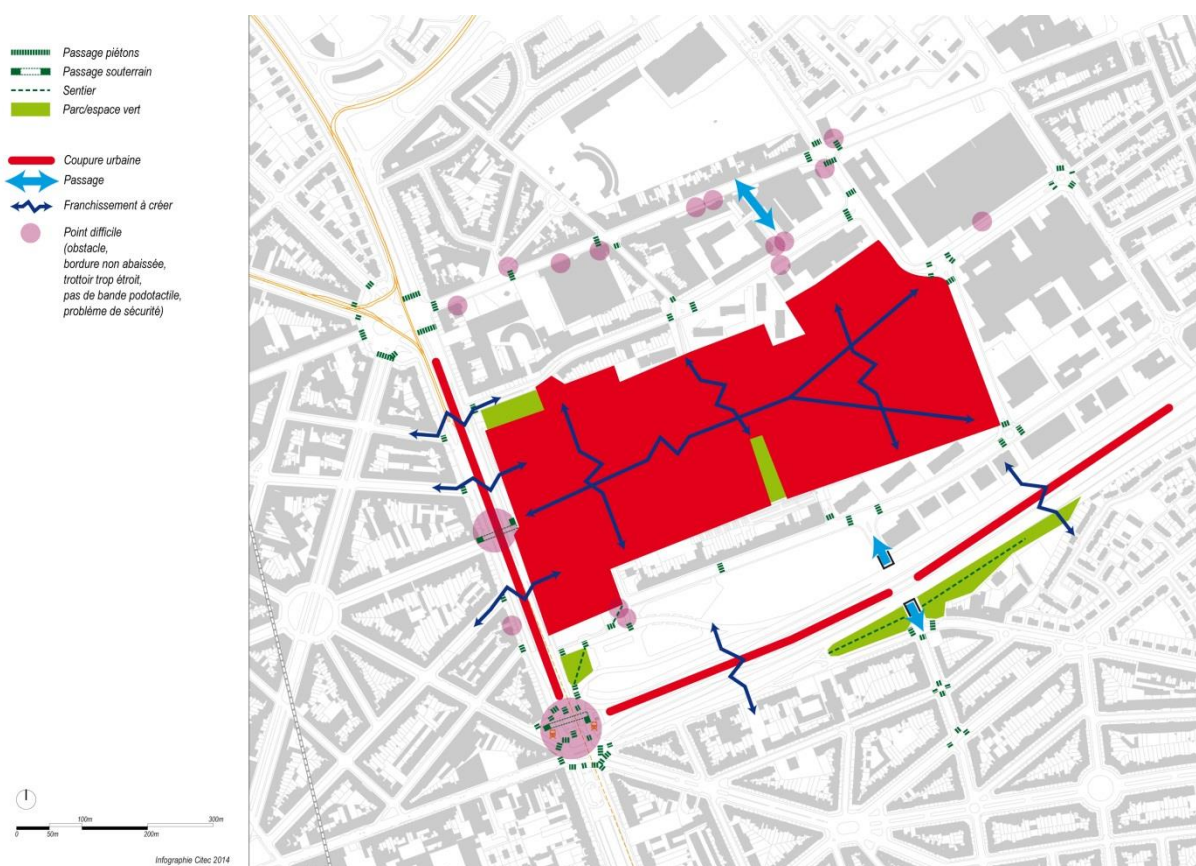 Passage piétons
Passage souterrain
Sentier
Parc/espace vert
Coupure urbaine
Passage
Franchissement à créer
Point difficile
(obstacle,
bordure non abaissée,
trottoir trop étroit,
pas de bande podotactile,
problème de sécurité)
100m 300m
0 50m 200m
Infographie Citec 2014